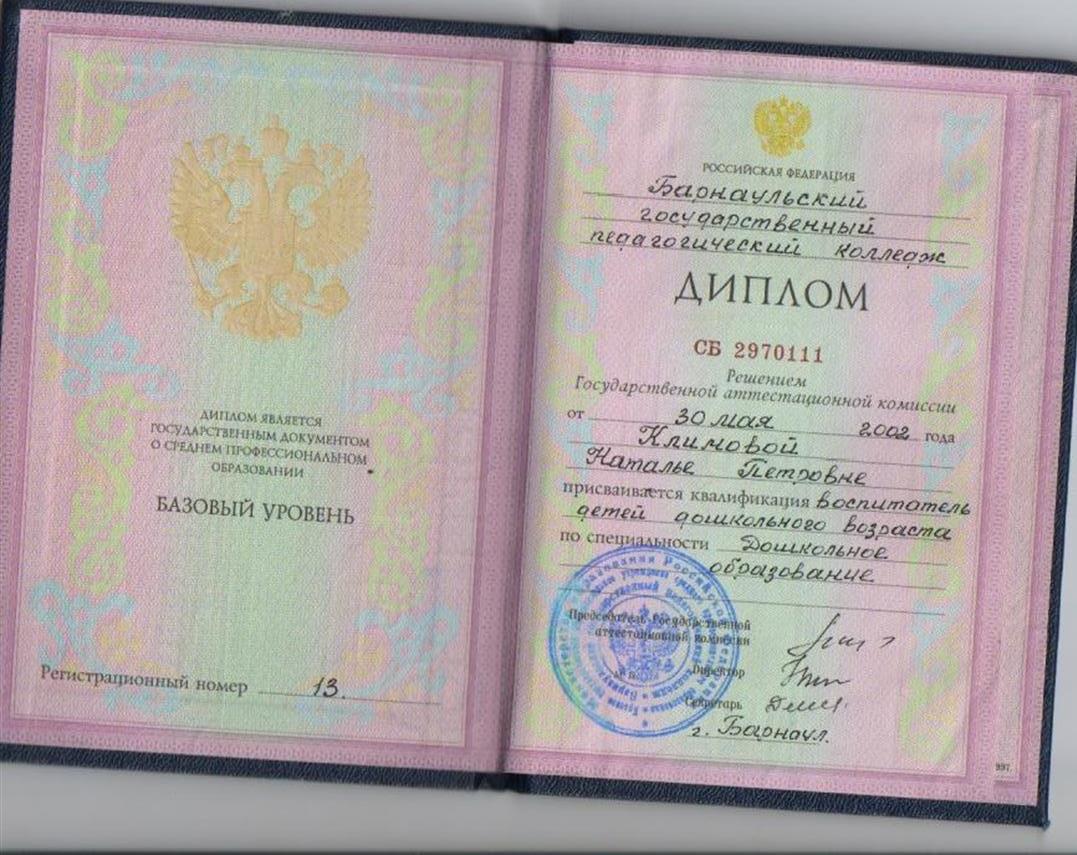 ДИПЛОМ ЯВЛЯЕТСЯ
ГОСУДАРСТВЕННЫМ ДОКУМЕНТОМ
О СРЕДНЕМ ПРОФЕССИОНАЛЬНОМ
ОБРАЗОВАНИИ
БАЗОВЫЙ УРОВЕНЬ
Регистрационный номер 13.
РОССИЙСКАЯ ФЕДЕРАЦИЯ
Барнаульский
государственный
педагогический колледж
ДИПЛОМ
СБ 2970111
Решением
Государственной аттестационной комиссии
от 30 мая 2002 года
Климовой
Наталье Петровне
присваивается квалификация воспитатель
детей дошкольного возраста
по специальности Дошкольное
образование
Председатель Государственной
аттестационной комиссии
Директор
Секретарь
г. Барнаул.
997